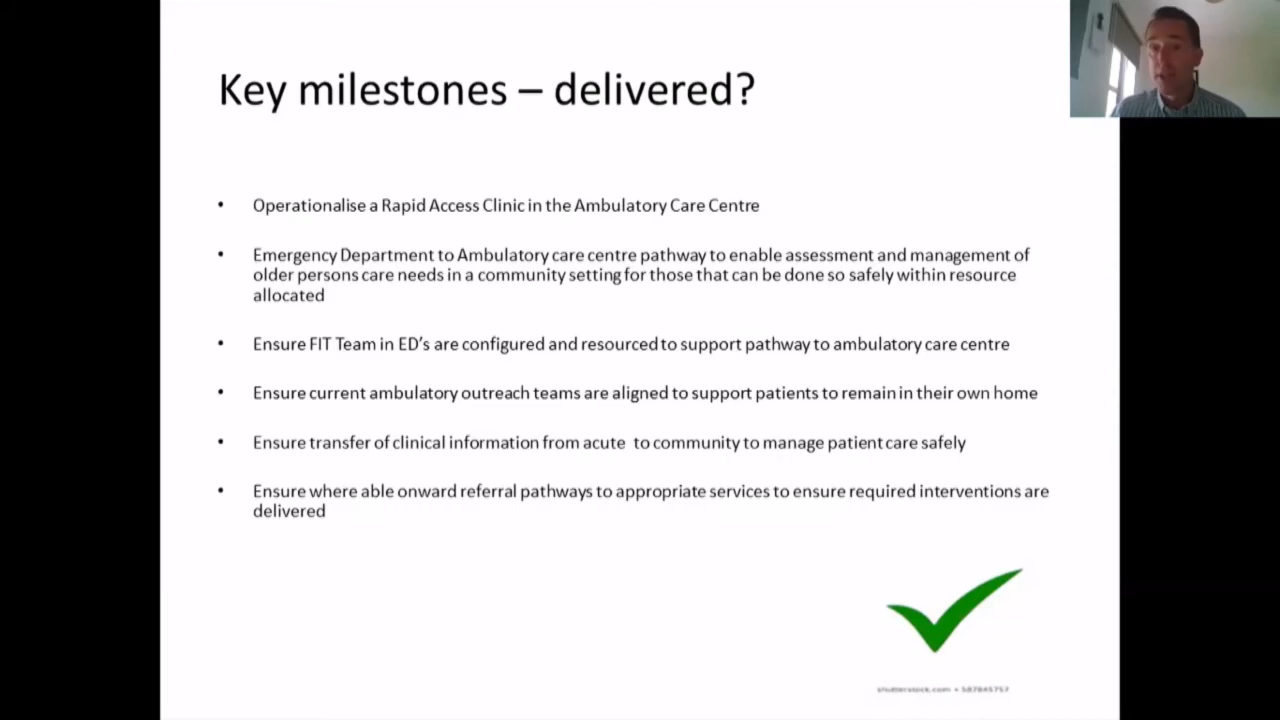 Key milestones – delivered?
• Operationalise a Rapid Access Clinic in the Ambulatory Care Centre
• Emergency Department to Ambulatory care centre pathway to enable assessment and management of
older persons care needs in a community setting for those that can be done so safely within resource
allocated
• Ensure FIT Team in ED’s are configured and resourced to support pathway to ambulatory care centre
• Ensure current ambulatory outreach teams are aligned to support patients to remain in their own home
• Ensure transfer of clinical information from acute  to community to manage patient care safely
• Ensure where able onward referral pathways to appropriate services to ensure required interventions are
delivered
shutterstock.com • 587845757